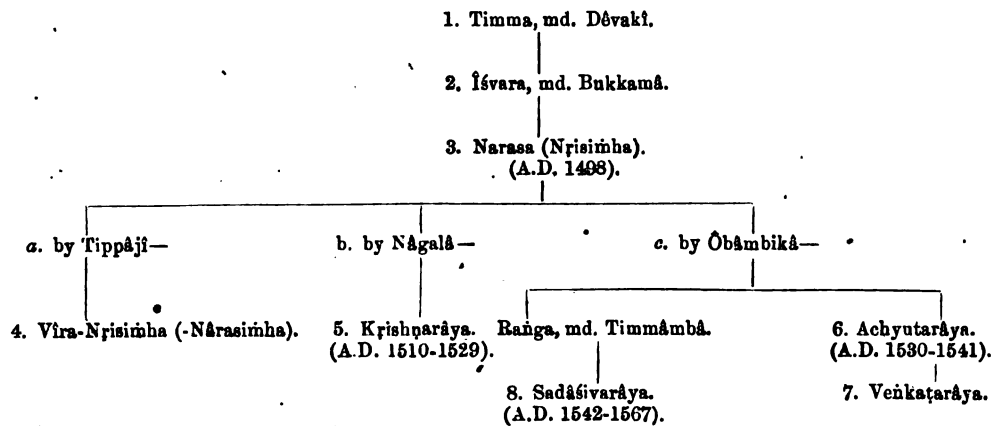 1. Timma, md. Dêvakî.
2. Îśvara, md. Bukkamâ.
3. Narasa (Nṛisiṁha).
(A.D. 1498).
a. by Tippâjî—
b. by Nâgalâ—
c. by Ôbâmbikâ—
4. Vîra-Nṛisiṁha (-Nârasiṁha).
5. Kṛishṇarâya.
(A.D. 1510-1529).
Raṅga, md. Timmâmbâ.
6. Achyutarâya.
(A.D. 1530-1541).
8. Sadâśivarâya.
(A.D. 1542-1567).
7. Veṅkaṭarâya.